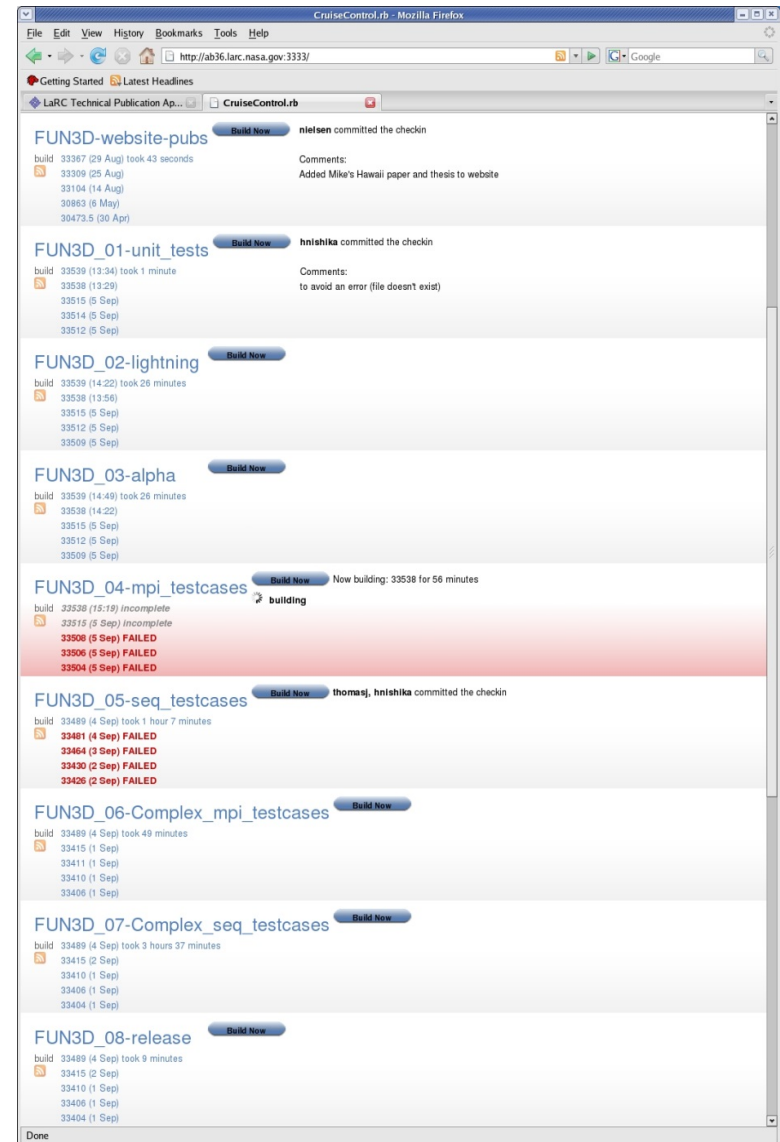 CruiseControl.rb - Mozilla Firefox
File Edit View History Bookmarks Tools Help
http://ab36.larc.nasa.gov:3333/
G Google
Getting Started Latest Headlines
LaRC Technical Publication Ap... CruiseControl.rb
FUN3D-website-pubs Build Now nielsen committed the checkin
build 33367 (29 Aug) took 43 seconds Comments:
33309 (25 Aug) Added Mike's Hawaii paper and thesis to website
33104 (14 Aug)
30863 (6 May)
30473.5 (30 Apr)
FUN3D_01-unit_tests Build Now hnishika committed the checkin
build 33539 (13:34) took 1 minute Comments:
33538 (13:29) to avoid an error (file doesn't exist)
33515 (5 Sep)
33514 (5 Sep)
33512 (5 Sep)
FUN3D_02-lightning Build Now
build 33539 (14:22) took 26 minutes
33538 (13:56)
33515 (5 Sep)
33512 (5 Sep)
33509 (5 Sep)
FUN3D_03-alpha Build Now
build 33539 (14:49) took 26 minutes
33538 (14:22)
33515 (5 Sep)
33512 (5 Sep)
33509 (5 Sep)
FUN3D_04-mpi_testcases Build Now Now building: 33538 for 56 minutes
building
build 33538 (15:19) incomplete
33515 (5 Sep) incomplete
33508 (5 Sep) FAILED
33506 (5 Sep) FAILED
33504 (5 Sep) FAILED
FUN3D_05-seq_testcases Build Now thomasj, hnishika committed the checkin
build 33489 (4 Sep) took 1 hour 7 minutes
33481 (4 Sep) FAILED
33464 (3 Sep) FAILED
33430 (2 Sep) FAILED
33426 (2 Sep) FAILED
FUN3D_06-Complex_mpi_testcases Build Now
build 33489 (4 Sep) took 49 minutes
33415 (1 Sep)
33411 (1 Sep)
33410 (1 Sep)
33406 (1 Sep)
FUN3D_07-Complex_seq_testcases Build Now
build 33489 (4 Sep) took 3 hours 37 minutes
33415 (2 Sep)
33410 (1 Sep)
33406 (1 Sep)
33404 (1 Sep)
FUN3D_08-release Build Now
build 33489 (4 Sep) took 9 minutes
33415 (2 Sep)
33410 (1 Sep)
33406 (1 Sep)
33404 (1 Sep)
Done